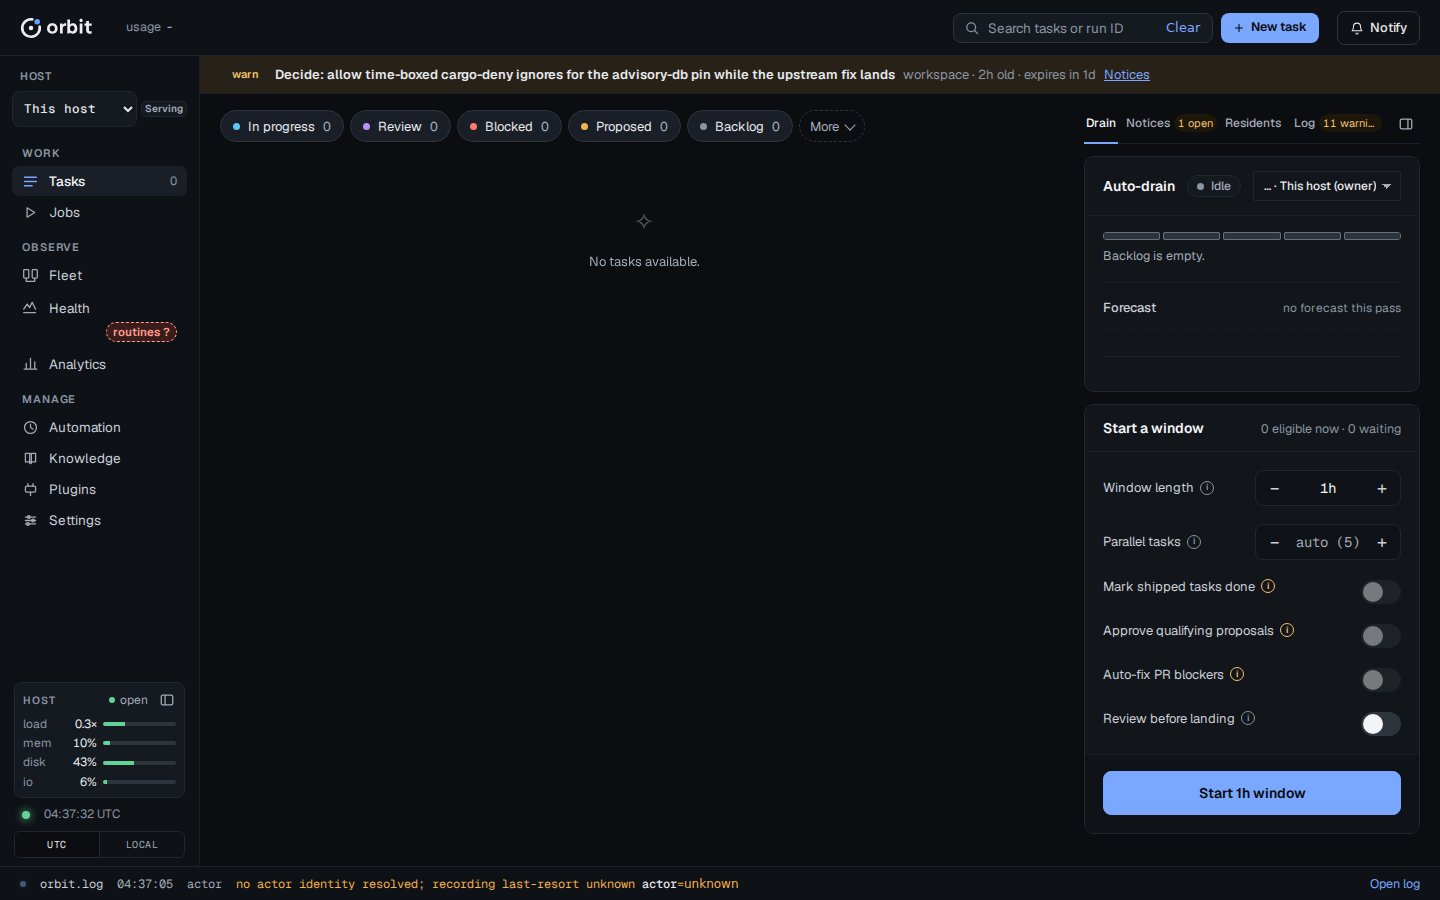 orbit
usage -
Search tasks or run ID
Clear
+ New task
Notify
HOST
This host
Serving
WORK
Tasks 0
Jobs
OBSERVE
Fleet
Health
routines ?
Analytics
MANAGE
Automation
Knowledge
Plugins
Settings
HOST open
load 0.3×
mem 10%
disk 43%
io 6%
04:37:32 UTC
UTC LOCAL
warn Decide: allow time-boxed cargo-deny ignores for the advisory-db pin while the upstream fix lands workspace · 2h old · expires in 1d Notices
In progress 0
Review 0
Blocked 0
Proposed 0
Backlog 0
More
No tasks available.
Drain Notices 1 open Residents Log 11 warni…
Auto-drain Idle … · This host (owner)
Backlog is empty.
Forecast no forecast this pass
Start a window 0 eligible now · 0 waiting
Window length − 1h +
Parallel tasks − auto (5) +
Mark shipped tasks done
Approve qualifying proposals
Auto-fix PR blockers
Review before landing
Start 1h window
orbit.log 04:37:05 actor no actor identity resolved; recording last-resort unknown actor=unknown Open log